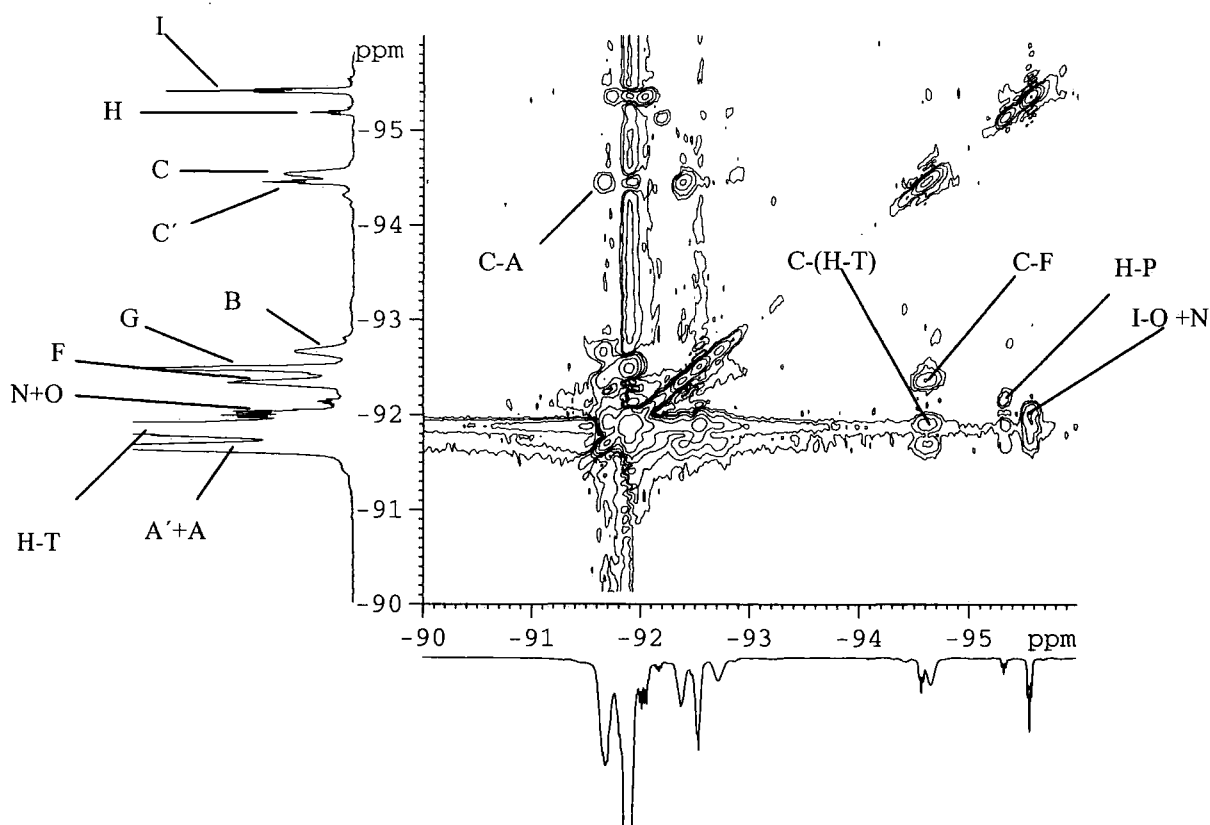 I
ppm
H
-95
C
-94
C´
C-A
C-(H-T)
C-F
H-P
I-O +N
B
-93
G
F
N+O
-92
-91
H-T
A´+A
-90
-90 -91 -92 -93 -94 -95 ppm